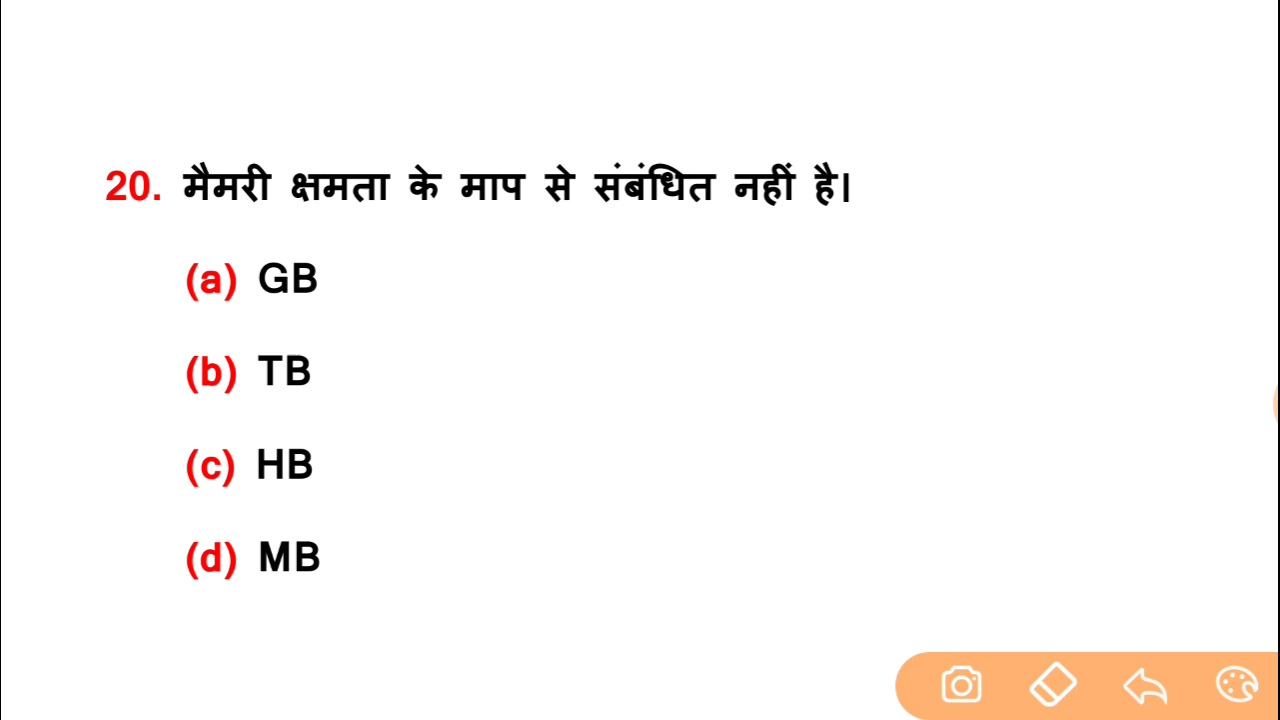 20. मैमरी क्षमता के माप से संबंधित नहीं है।
(a) GB
(b) TB
(c) HB
(d) MB